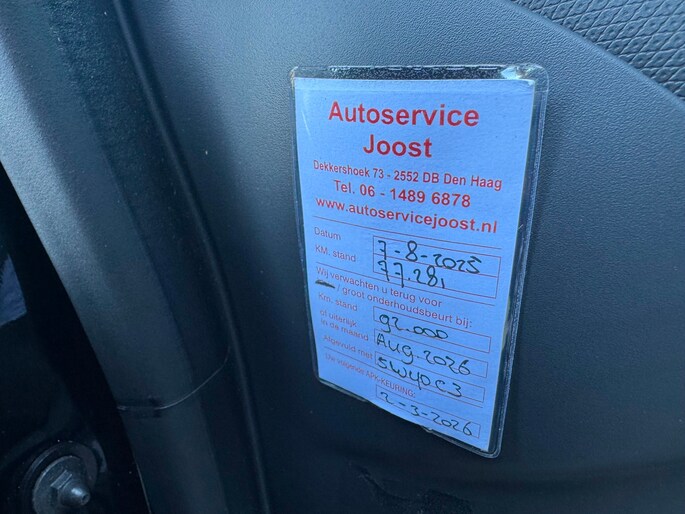 Autoservice
Joost
Dekkershoek 73 - 2552 DB Den Haag
Tel. 06 - 1489 6878
www.autoservicejoost.nl
Datum 7-8-2025
KM. stand 77.281
Wij verwachten u terug voor
/ groot onderhoudsbeurt bij:
Km. stand 92.000
of uiterlijk
in de maand Aug-2026
Afgevuld met 5W40C3
Uw volgende APK-KEURING:
2-3-2026